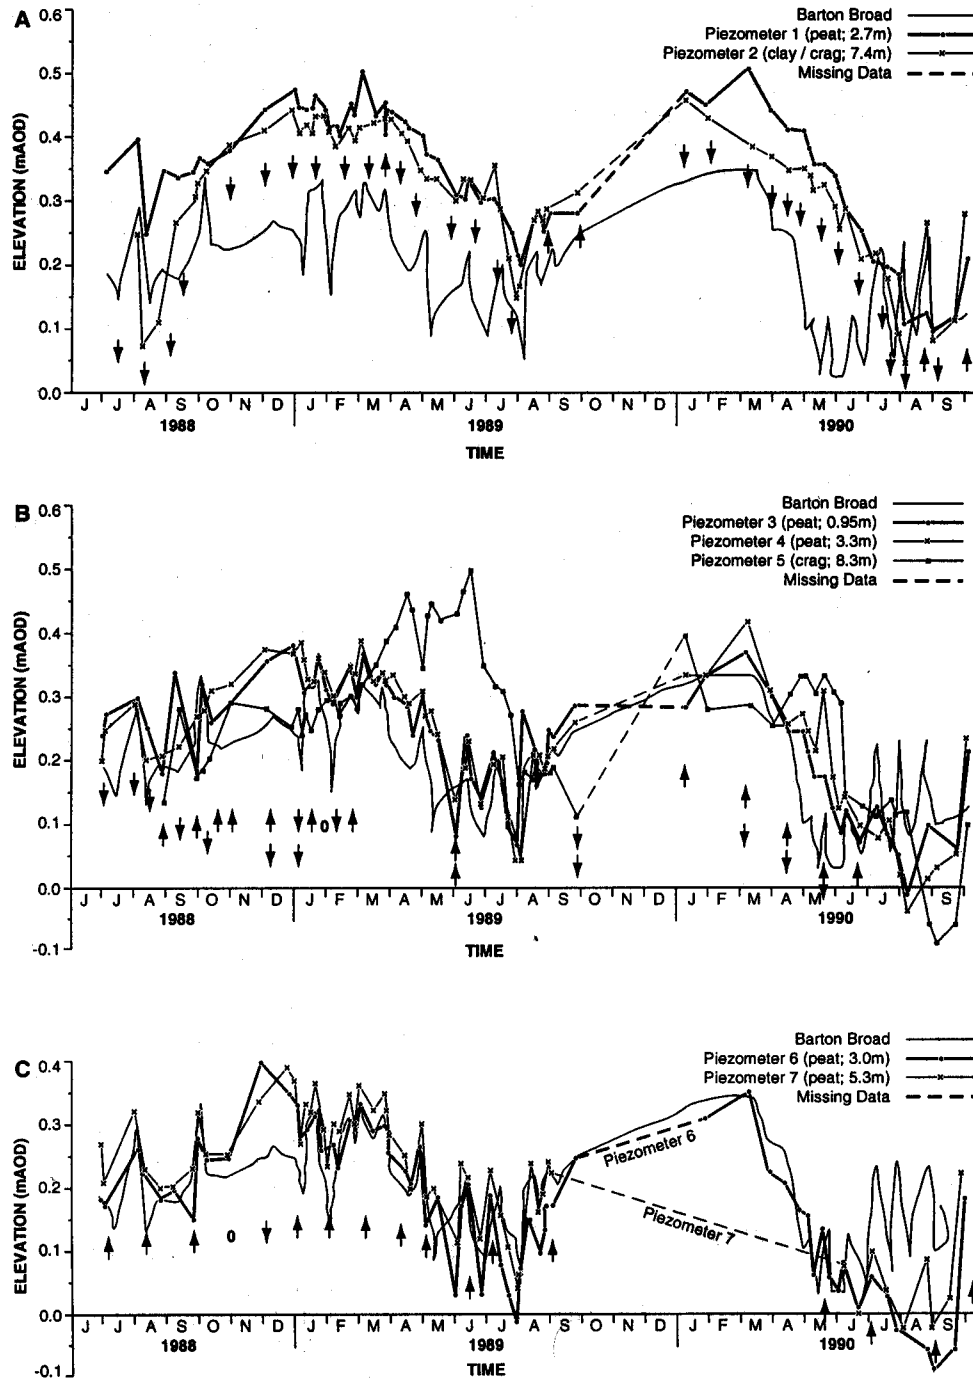 A
0.6
0.5
0.4
0.3
0.2
0.1
0.0
ELEVATION (mAOD)
Barton Broad
Piezometer 1 (peat; 2.7m)
Piezometer 2 (clay / crag; 7.4m)
Missing Data
J J A S O N D J F M A M J J A S O N D J F M A M J J A S
1988 1989 1990
TIME
B
0.6
0.5
0.4
0.3
0.2
0.1
0.0
-0.1
ELEVATION (mAOD)
Barton Broad
Piezometer 3 (peat; 0.95m)
Piezometer 4 (peat; 3.3m)
Piezometer 5 (crag; 8.3m)
Missing Data
0
J J A S O N D J F M A M J J A S O N D J F M A M J J A S
1988 1989 1990
TIME
C
0.4
0.3
0.2
0.1
0.0
-0.1
ELEVATION (mAOD)
Barton Broad
Piezometer 6 (peat; 3.0m)
Piezometer 7 (peat; 5.3m)
Missing Data
Piezometer 6
Piezometer 7
0
J J A S O N D J F M A M J J A S O N D J F M A M J J A S
1988 1989 1990
TIME